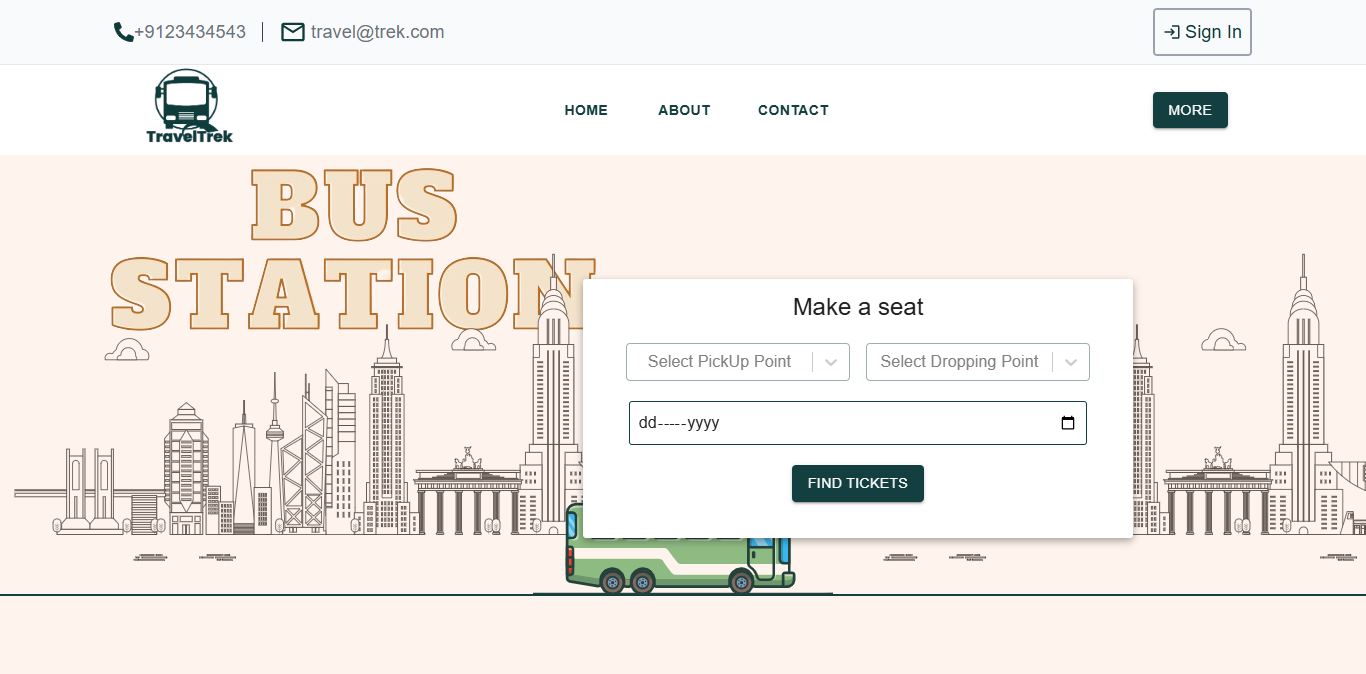 +9123434543 | travel@trek.com
Sign In
TravelTrek
HOME ABOUT CONTACT
MORE
BUS
STATION
Make a seat
Select PickUp Point
Select Dropping Point
dd-----yyyy
FIND TICKETS